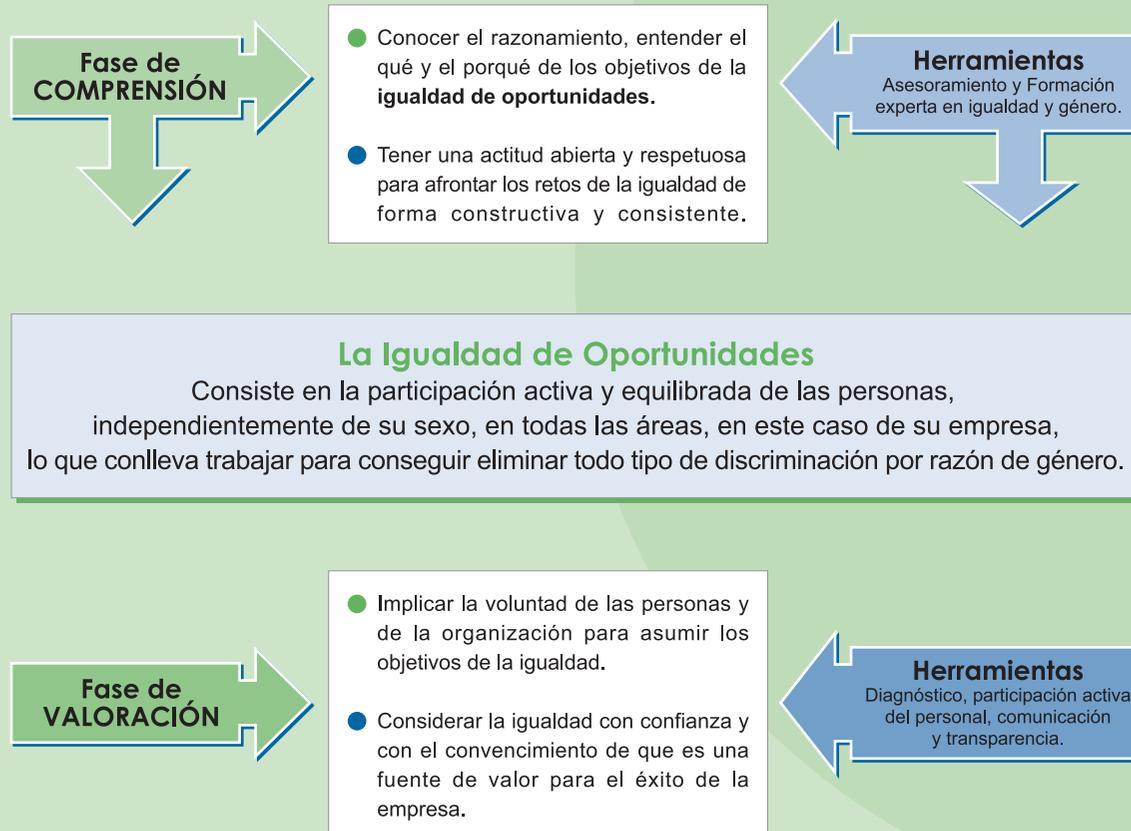 Fase de
COMPRENSIÓN
Conocer el razonamiento, entender el
qué y el porqué de los objetivos de la
igualdad de oportunidades.
Tener una actitud abierta y respetuosa
para afrontar los retos de la igualdad de
forma constructiva y consistente.
Herramientas
Asesoramiento y Formación
experta en igualdad y género.
La Igualdad de Oportunidades
Consiste en la participación activa y equilibrada de las personas,
independientemente de su sexo, en todas las áreas, en este caso de su empresa,
lo que conlleva trabajar para conseguir eliminar todo tipo de discriminación por razón de género.
Fase de
VALORACIÓN
Implicar la voluntad de las personas y
de la organización para asumir los
objetivos de la igualdad.
Considerar la igualdad con confianza y
con el convencimiento de que es una
fuente de valor para el éxito de la
empresa.
Herramientas
Diagnóstico, participación activa
del personal, comunicación
y transparencia.